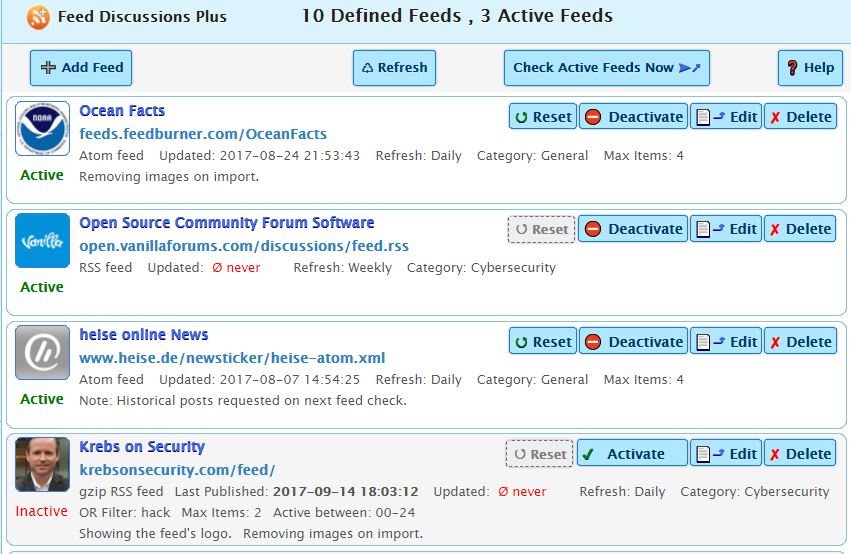 Feed Discussions Plus
10 Defined Feeds , 3 Active Feeds
Add Feed
Refresh
Check Active Feeds Now
Help
NOAA
Ocean Facts
Reset
Deactivate
Edit
Delete
feeds.feedburner.com/OceanFacts
Atom feed Updated: 2017-08-24 21:53:43 Refresh: Daily Category: General Max Items: 4
Active
Removing images on import.
Vanilla
Open Source Community Forum Software
Reset
Deactivate
Edit
Delete
open.vanillaforums.com/discussions/feed.rss
RSS feed Updated: Ø never Refresh: Weekly Category: Cybersecurity
Active
heise online News
Reset
Deactivate
Edit
Delete
www.heise.de/newsticker/heise-atom.xml
Atom feed Updated: 2017-08-07 14:54:25 Refresh: Daily Category: General Max Items: 4
Active
Note: Historical posts requested on next feed check.
Krebs on Security
Reset
Activate
Edit
Delete
krebsonsecurity.com/feed/
gzip RSS feed Last Published: 2017-09-14 18:03:12 Updated: Ø never Refresh: Daily Category: Cybersecurity
Inactive
OR Filter: hack Max Items: 2 Active between: 00-24
Showing the feed's logo. Removing images on import.